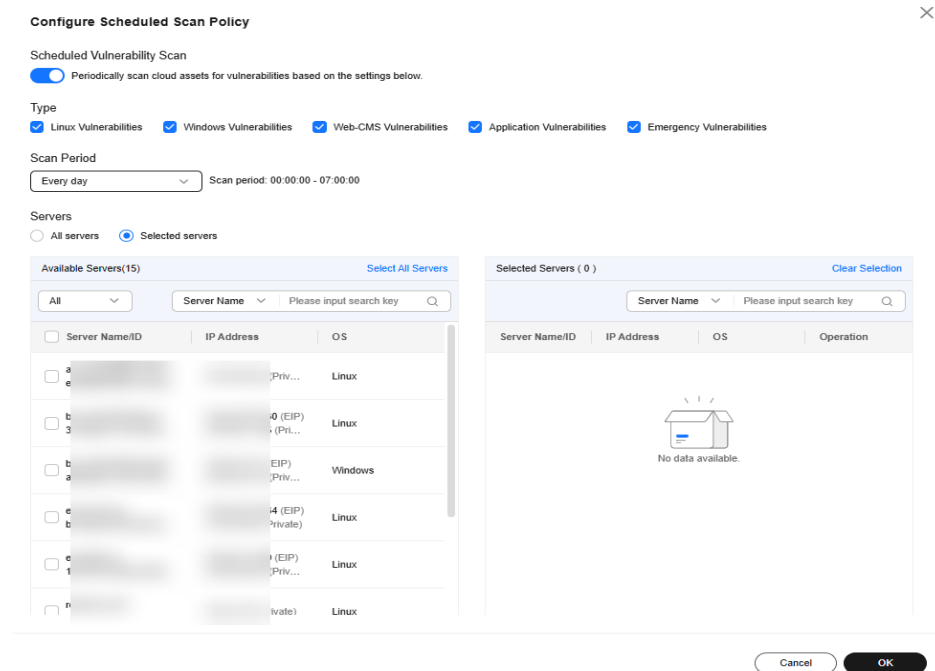 Configure Scheduled Scan Policy
Scheduled Vulnerability Scan
Periodically scan cloud assets for vulnerabilities based on the settings below.
Type
Linux Vulnerabilities Windows Vulnerabilities Web-CMS Vulnerabilities Application Vulnerabilities Emergency Vulnerabilities
Scan Period
Every day Scan period: 00:00:00 - 07:00:00
Servers
All servers Selected servers
Available Servers(15) Select All Servers Selected Servers ( 0 ) Clear Selection
All Server Name Please input search key Server Name Please input search key
Server Name/ID IP Address OS Server Name/ID IP Address OS Operation
(Priv... Linux
(EIP)
(Pri... Linux
EIP)
(Priv... Windows
(EIP)
Private) Linux
(EIP)
(Priv... Linux
Linux
No data available.
Cancel OK